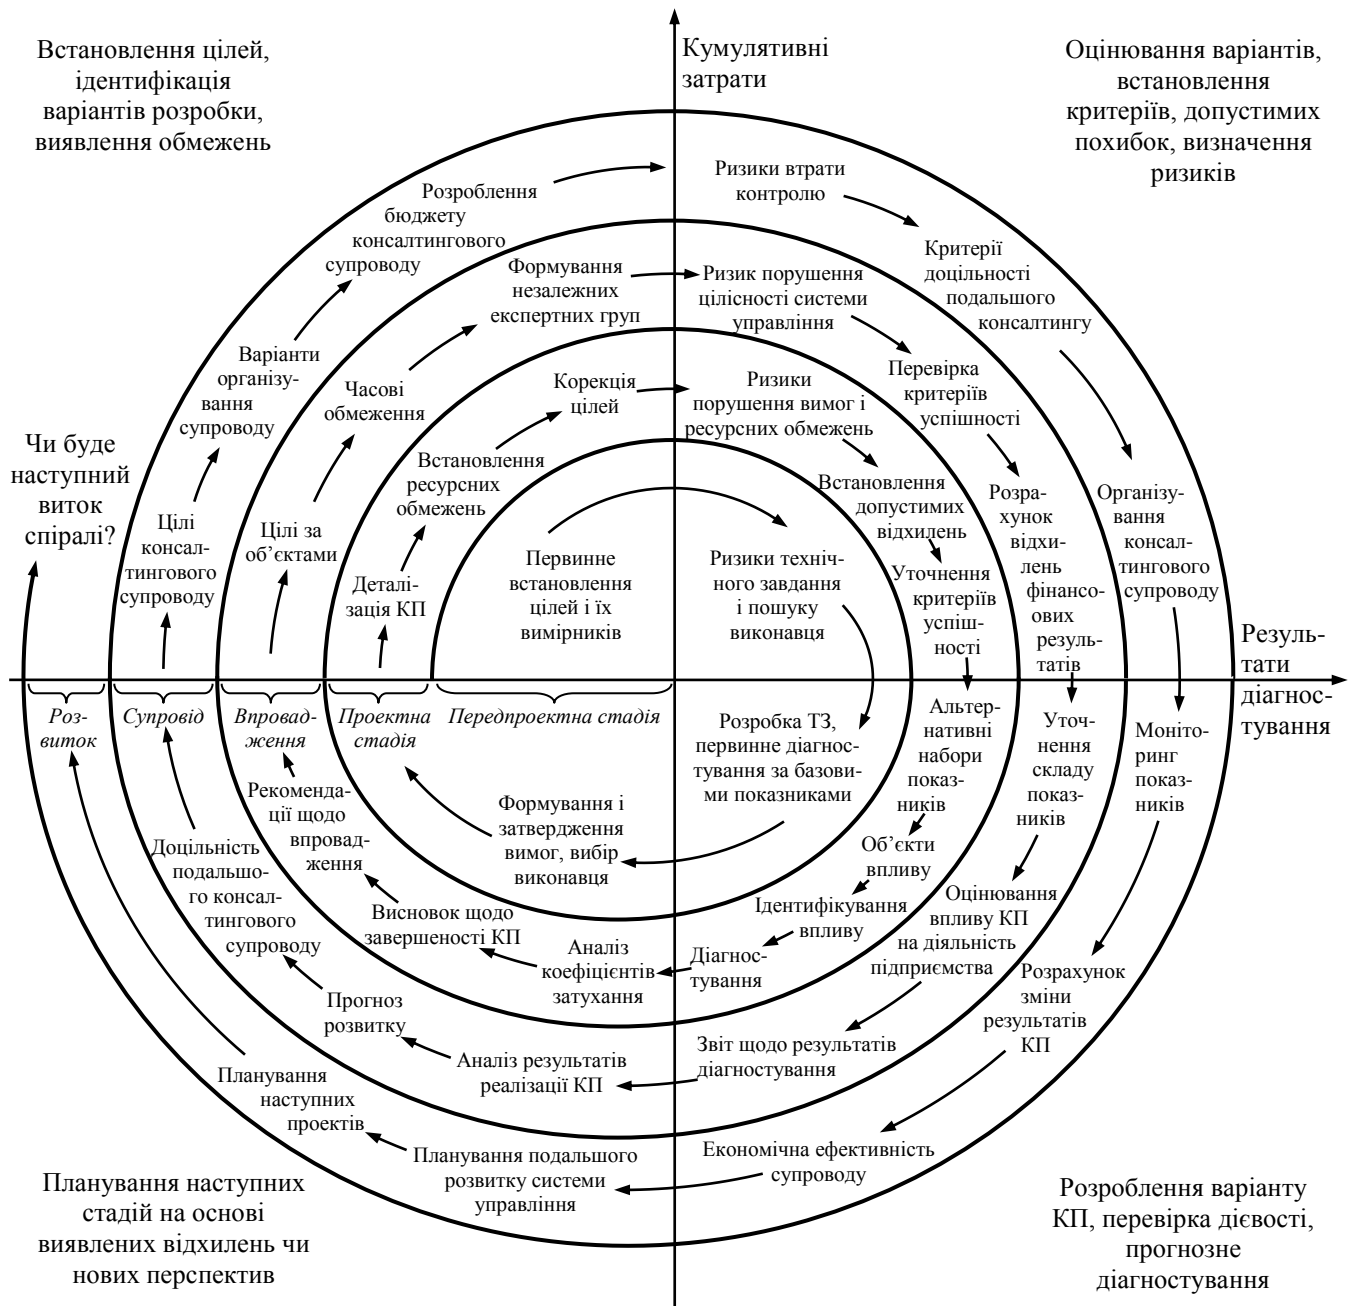 Встановлення цілей,
ідентифікація
варіантів розробки,
виявлення обмежень
Кумулятивні
затрати
Оцінювання варіантів,
встановлення
критеріїв, допустимих
похибок, визначення
ризиків
Розроблення
бюджету
консалтингового
супроводу
Ризики втрати
контролю
Критерії
доцільності
подальшого
консалтингу
Формування
незалежних
експертних груп
Ризик порушення
цілісності системи
управління
Варіанти
організу-
вання
супроводу
Часові
обмеження
Корекція
цілей
Ризики
порушення вимог і
ресурсних обмежень
Перевірка
критеріїв
успішності
Чи буде
наступний
виток
спіралі?
Цілі
консал-
тингового
супроводу
Цілі за
об’єктами
Встановлення
ресурсних
обмежень
Встановлення
допустимих
відхилень
Розра-
хунок
відхи-
лень
фінансо-
вих
резуль-
татів
Організу-
вання
консал-
тингового
супроводу
Деталі-
зація КП
Первинне
встановлення
цілей і їх
вимірників
Ризики техніч-
ного завдання
і пошуку
виконавця
Уточнення
критеріїв
успіш-
ності
Резуль-
тати
діагнос-
тування
Роз-
виток
Супровід
Впровад-
ження
Проектна
стадія
Передпроектна стадія
Розробка ТЗ,
первинне діагнос-
тування за базови-
ми показниками
Альтер-
нативні
набори
показ-
ників
Уточ-
нення
складу
показ-
ників
Моніто-
ринг
показ-
ників
Рекоменда-
ції щодо
впровад-
ження
Формування і
затвердження
вимог, вибір
виконавця
Об’єкти
впливу
Доцільність
подальшо-
го консал-
тингового
супроводу
Висновок щодо
завершеності КП
Аналіз
коефіцієнтів
затухання
Діагнос-
тування
Ідентифікування
впливу
Оцінювання
впливу КП
на діяльність
підприємства
Розрахунок
зміни
результатів
КП
Прогноз
розвитку
Аналіз результатів
реалізації КП
Звіт щодо результатів
діагностування
Планування
наступних
проектів
Планування подальшого
розвитку системи
управління
Економічна ефективність
супроводу
Планування наступних
стадій на основі
виявлених відхилень чи
нових перспектив
Розроблення варіанту
КП, перевірка дієвості,
прогнозне
діагностування